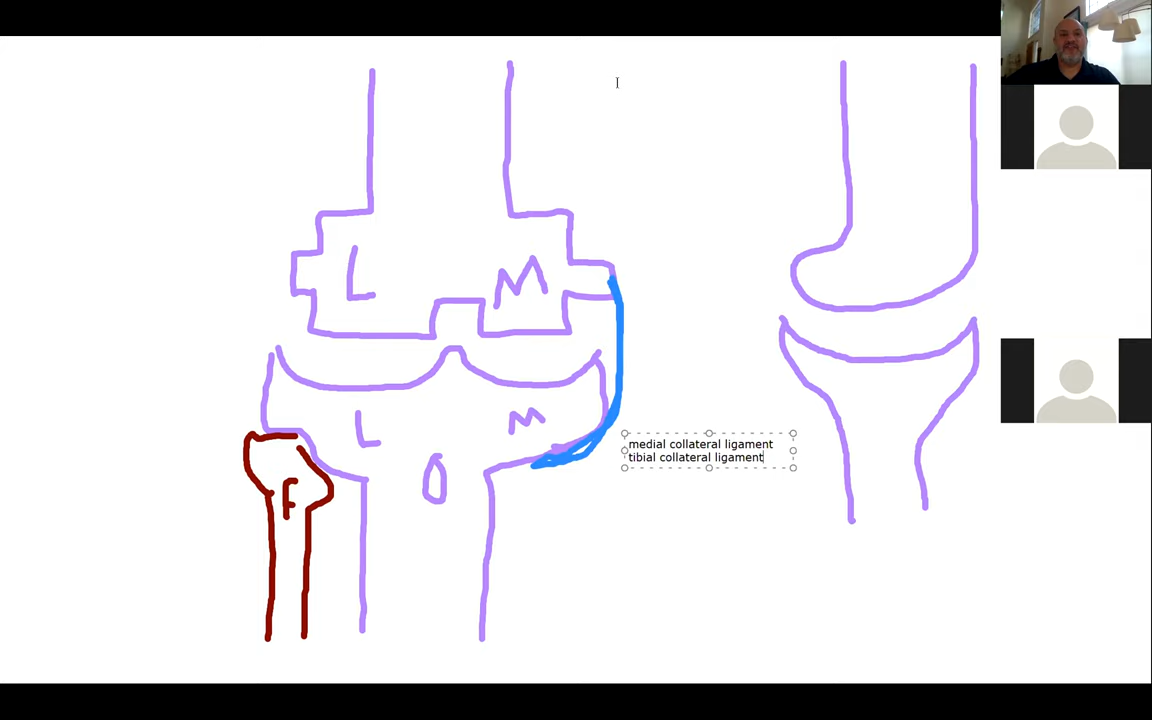 L M
L M
medial collateral ligament
tibial collateral ligament
O
F